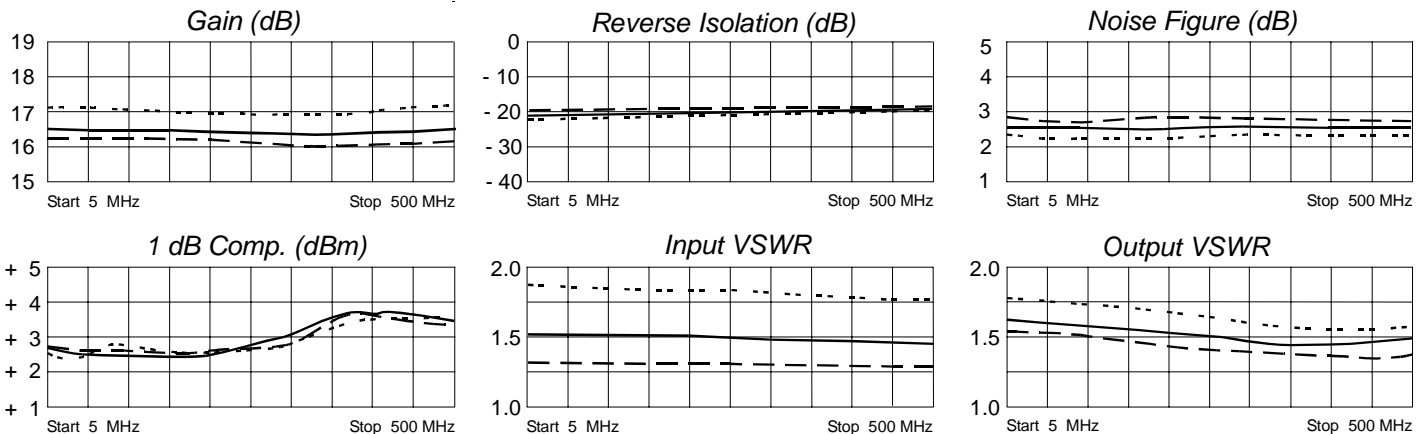 Gain (dB)
19
18
17
16
15
Start 5 MHz
Stop 500 MHz
Reverse Isolation (dB)
0
- 10
- 20
- 30
- 40
Start 5 MHz
Stop 500 MHz
Noise Figure (dB)
5
4
3
2
1
Start 5 MHz
Stop 500 MHz
1 dB Comp. (dBm)
+ 5
+ 4
+ 3
+ 2
+ 1
Start 5 MHz
Stop 500 MHz
Input VSWR
2.0
1.5
1.0
Start 5 MHz
Stop 500 MHz
Output VSWR
2.0
1.5
1.0
Start 5 MHz
Stop 500 MHz